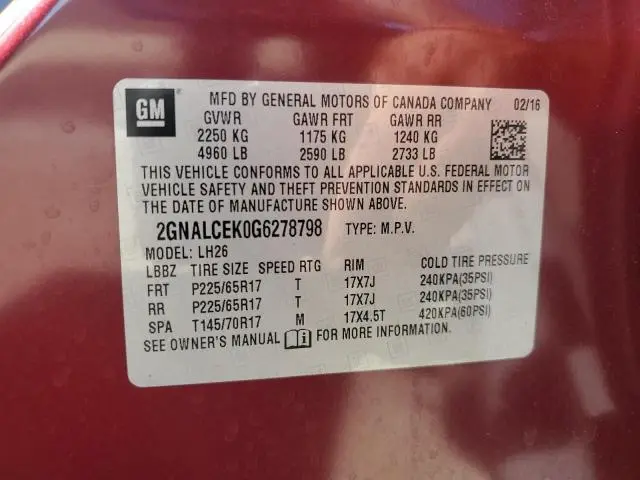 GM MFD BY GENERAL MOTORS OF CANADA COMPANY 02/16
GVWR GAWR FRT GAWR RR
2250 KG 1175 KG 1240 KG
4960 LB 2590 LB 2733 LB
THIS VEHICLE CONFORMS TO ALL APPLICABLE U.S. FEDERAL MOTOR
VEHICLE SAFETY AND THEFT PREVENTION STANDARDS IN EFFECT ON
THE DATE OF MANUFACTURE SHOWN ABOVE.
2GNALCEK0G6278798 TYPE: M.P.V.
MODEL: LH26
LBBZ TIRE SIZE SPEED RTG RIM COLD TIRE PRESSURE
FRT P225/65R17 T 17X7J 240KPA(35PSI)
RR P225/65R17 T 17X7J 240KPA(35PSI)
SPA T145/70R17 M 17X4.5T 420KPA(60PSI)
SEE OWNER'S MANUAL FOR MORE INFORMATION.